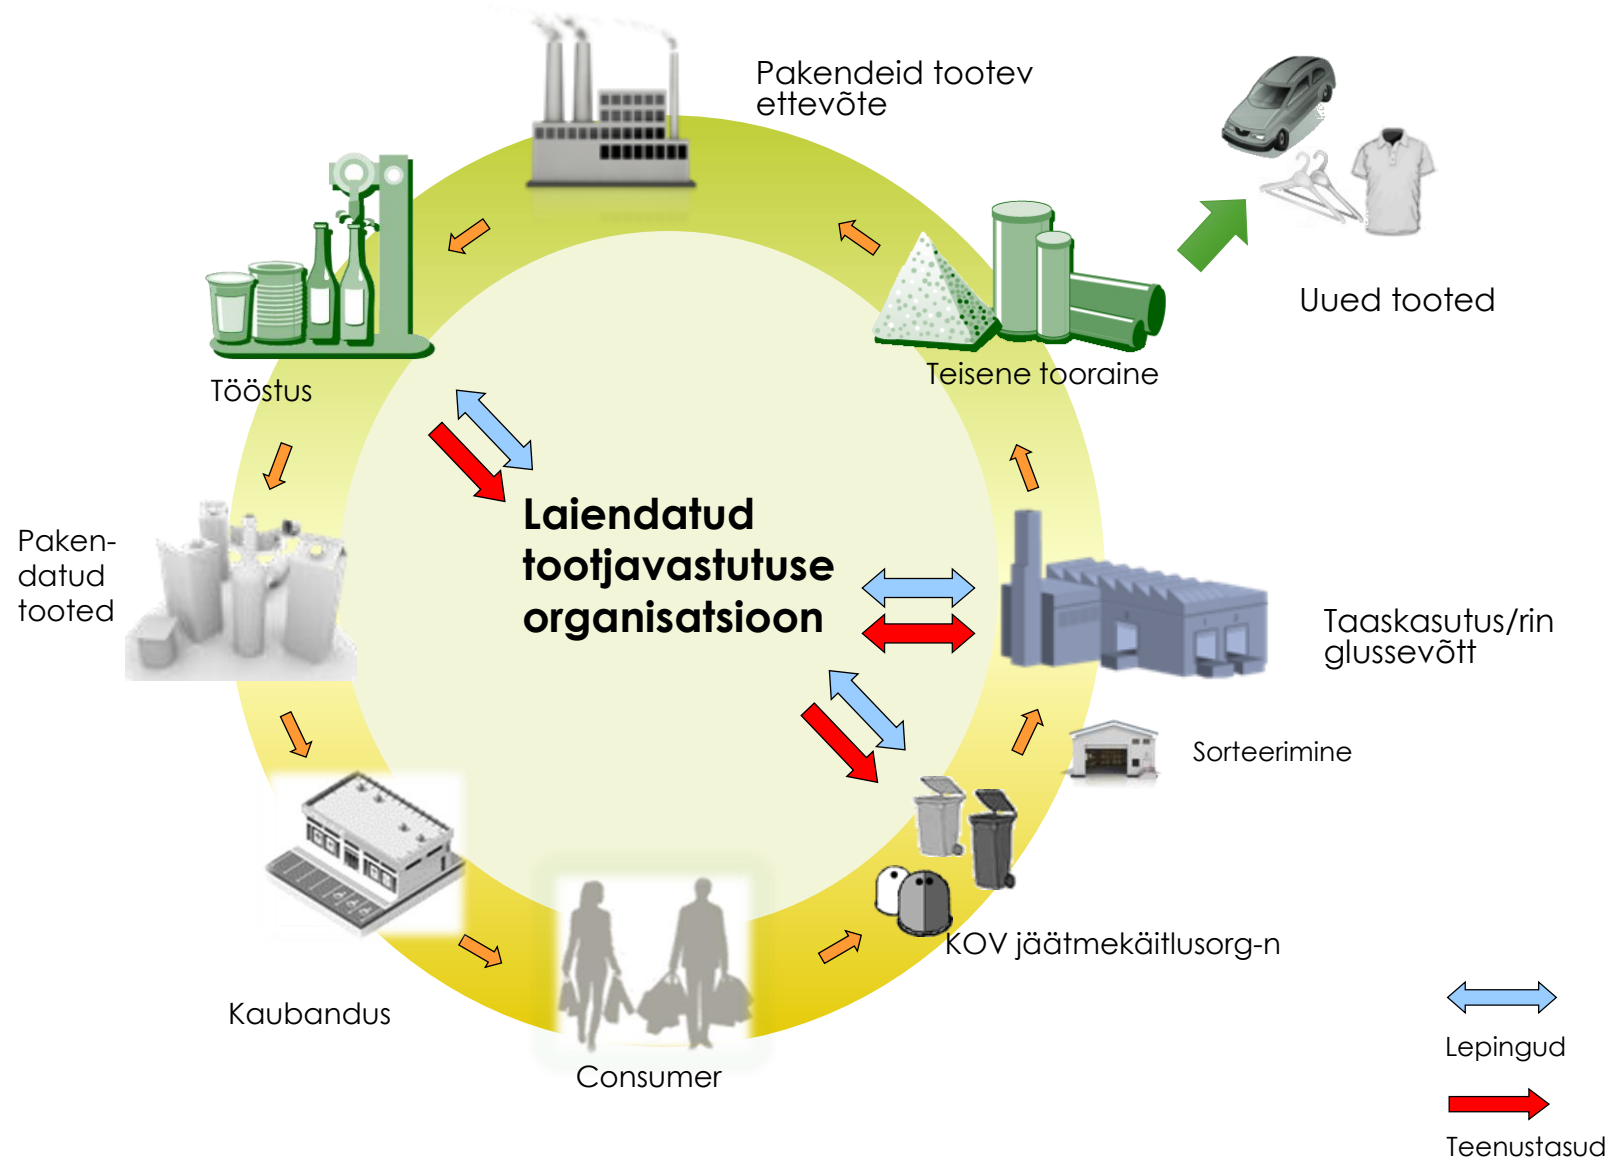 Pakendeid tootev
ettevõte
Uued tooted
Teisene tooraine
Tööstus
Laiendatud
tootjavastutuse
organisatsioon
Paken-
datud
tooted
Taaskasutus/rin
glussevõtt
Sorteerimine
KOV jäätmekäitlusorg-n
Kaubandus
Consumer
Lepingud
Teenustasud